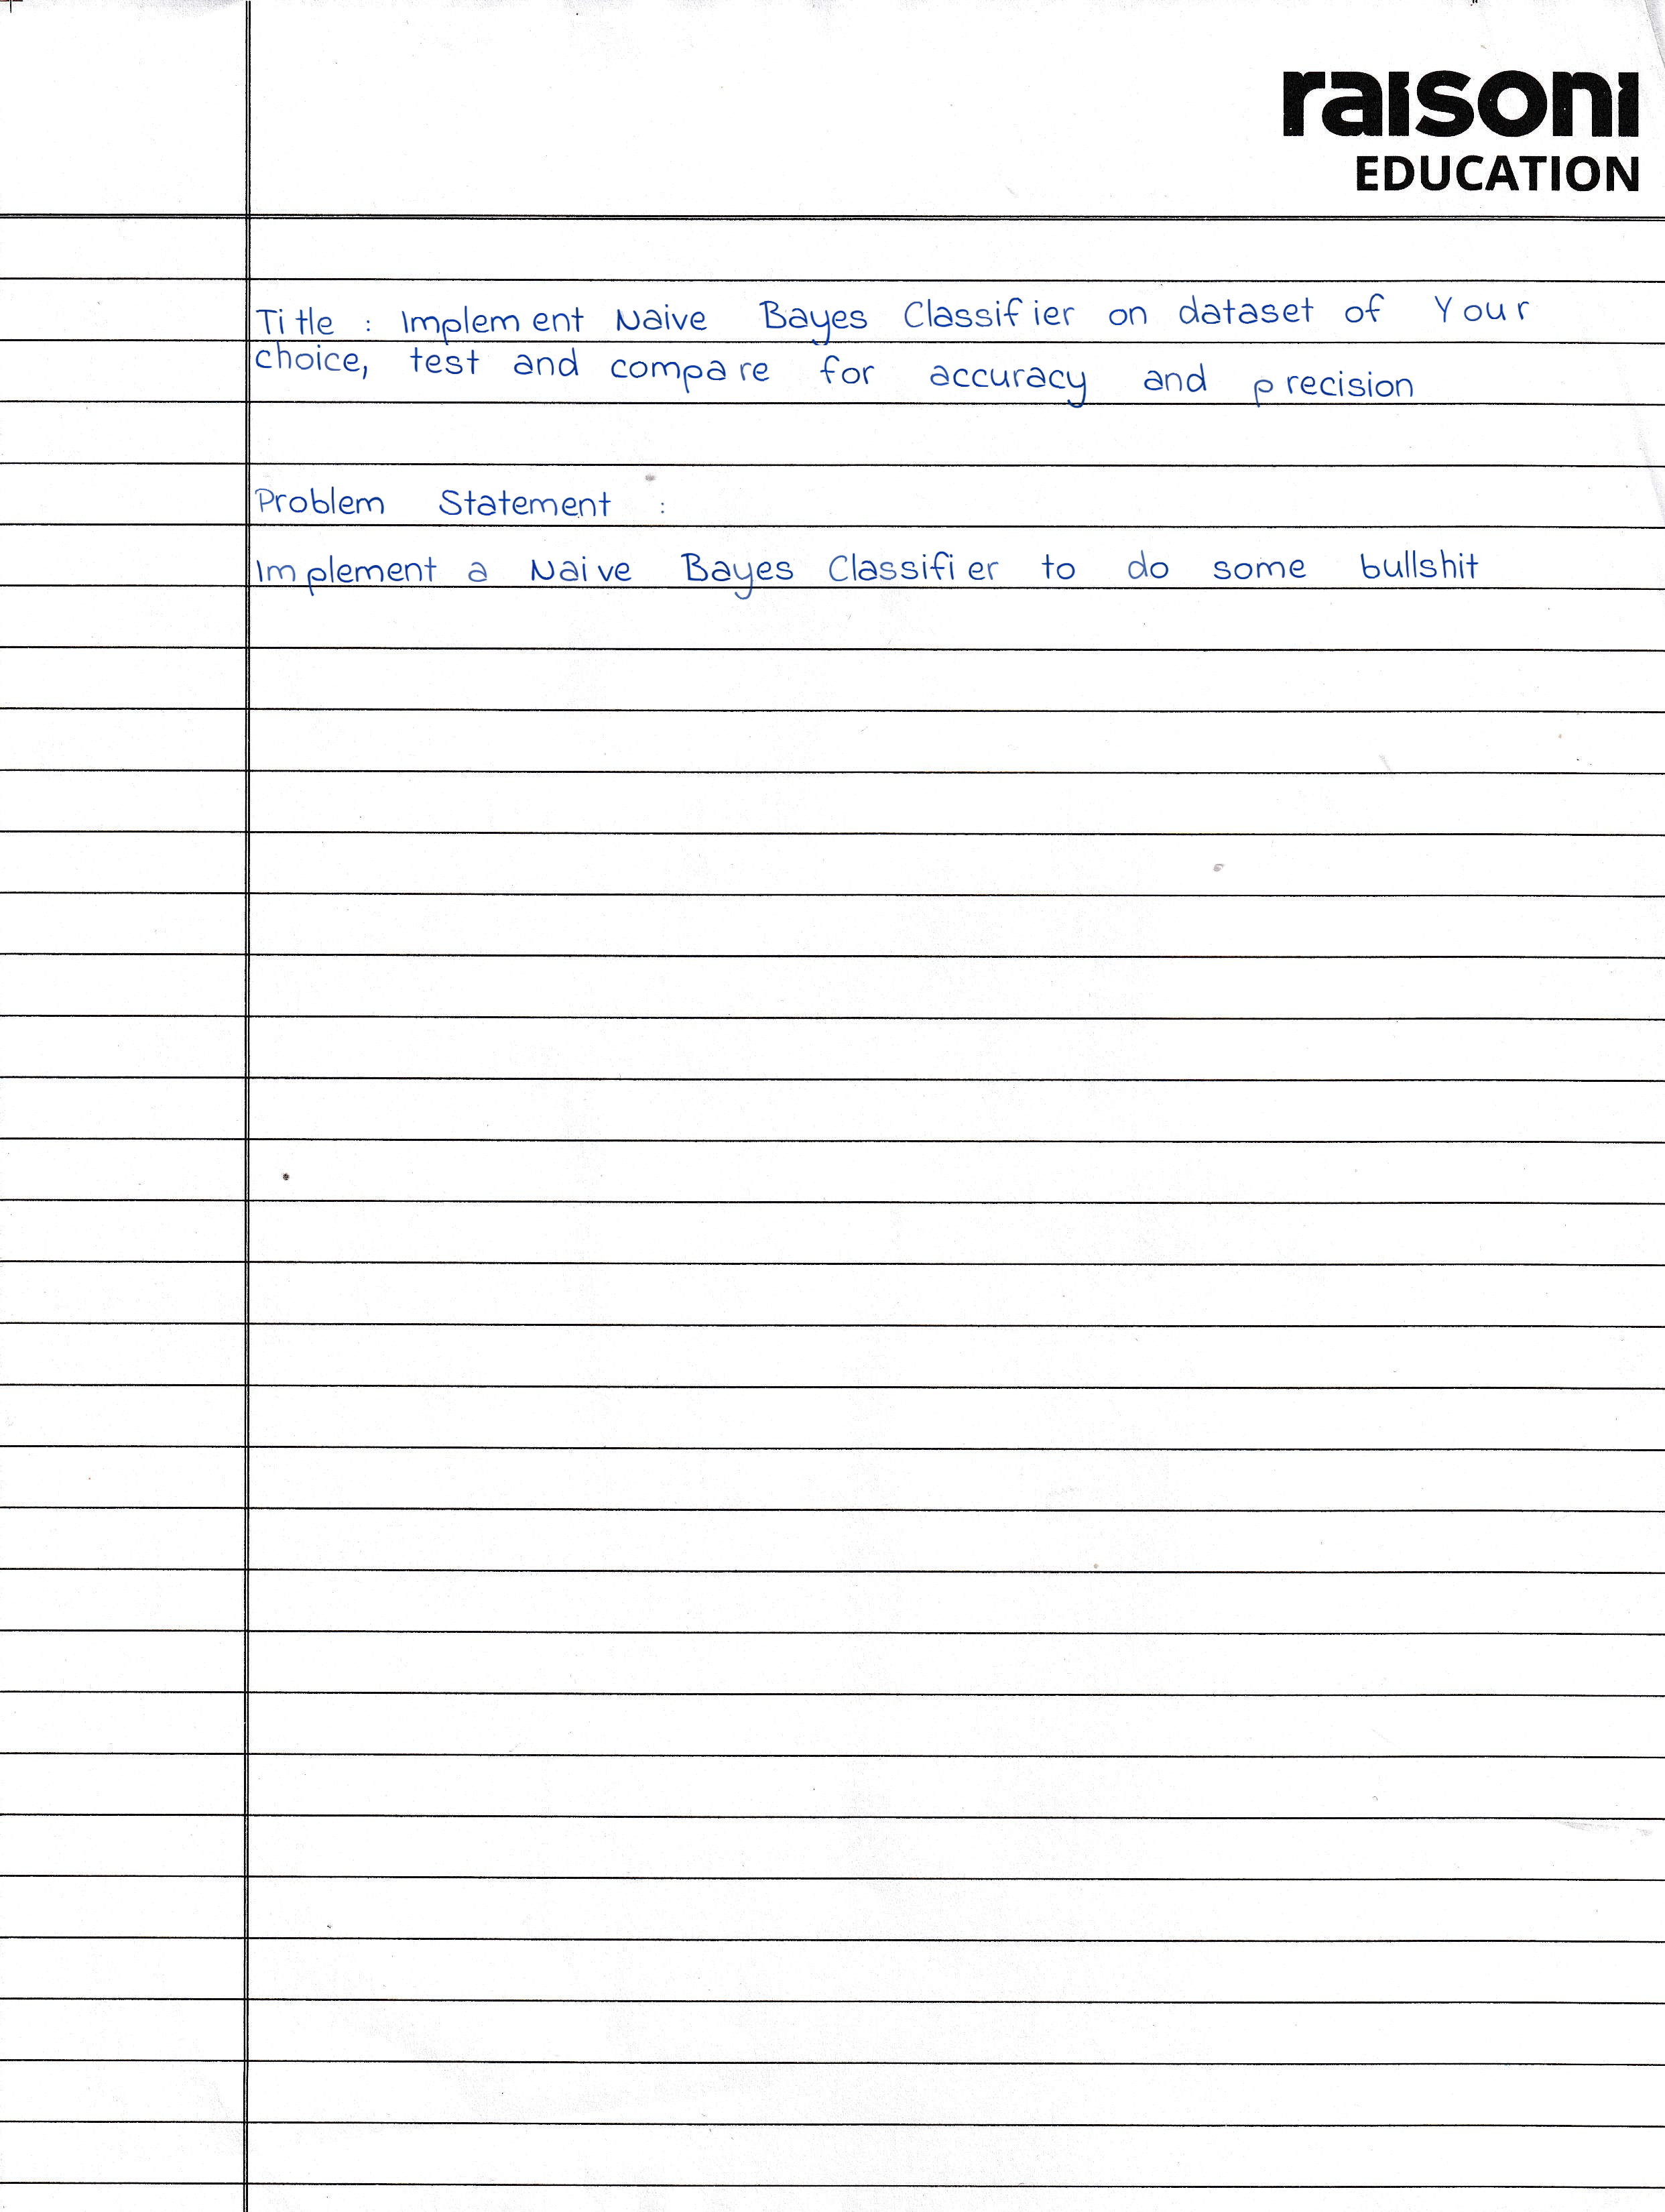 raisoni
EDUCATION
Title : Implement Naive Bayes Classifier on dataset of Your
choice, test and compare for accuracy and precision
Problem Statement :
Implement a Naive Bayes Classifier to do some bullshit